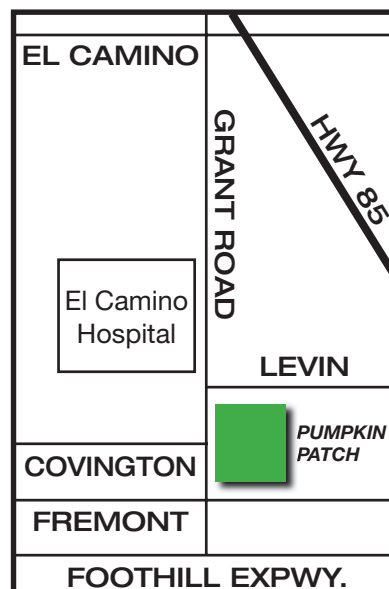 EL CAMINO
GRANT ROAD
HWY 85
El Camino
Hospital
LEVIN
PUMPKIN
PATCH
COVINGTON
FREMONT
FOOTHILL EXPWY.